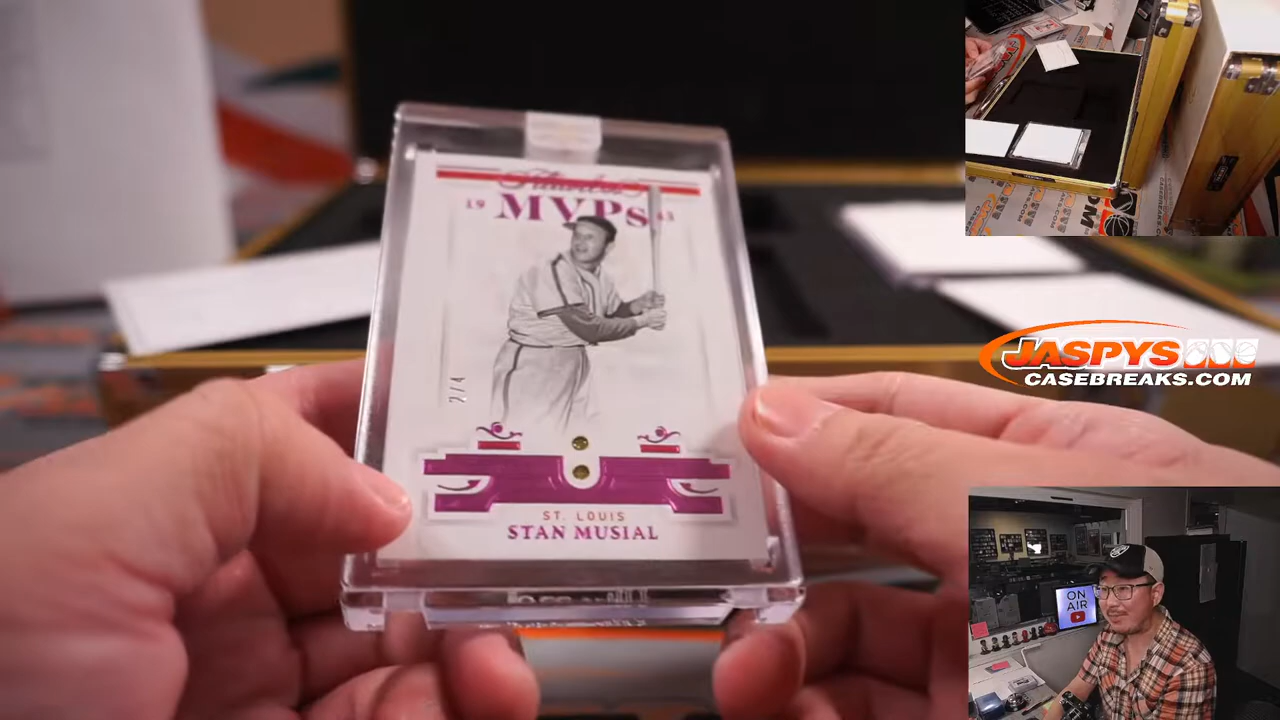 Flawless
19 MVPs 43
2/4
ST. LOUIS
STAN MUSIAL
JASPYS
CASEBREAKS.COM
ON
AIR